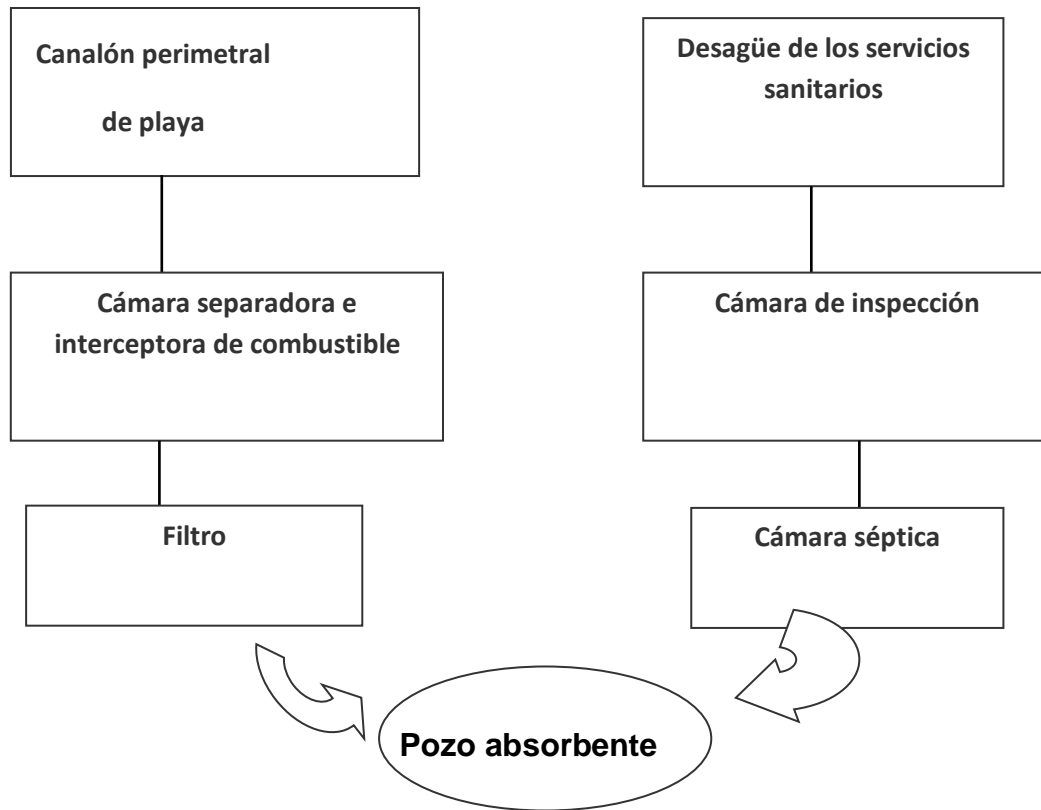 Canalón perimetral
de playa
Desagüe de los servicios
sanitarios
Cámara separadora e
interceptora de combustible
Cámara de inspección
Filtro
Cámara séptica
Pozo absorbente